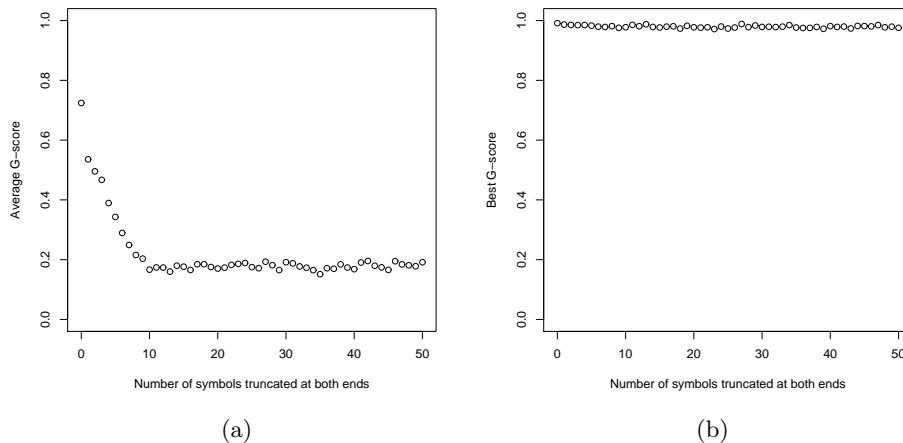 1.0
0.8
0.6
0.4
0.2
0.0
Average G−score
0 10 20 30 40 50
Number of symbols truncated at both ends
(a)
1.0
0.8
0.6
0.4
0.2
0.0
Best G−score
0 10 20 30 40 50
Number of symbols truncated at both ends
(b)